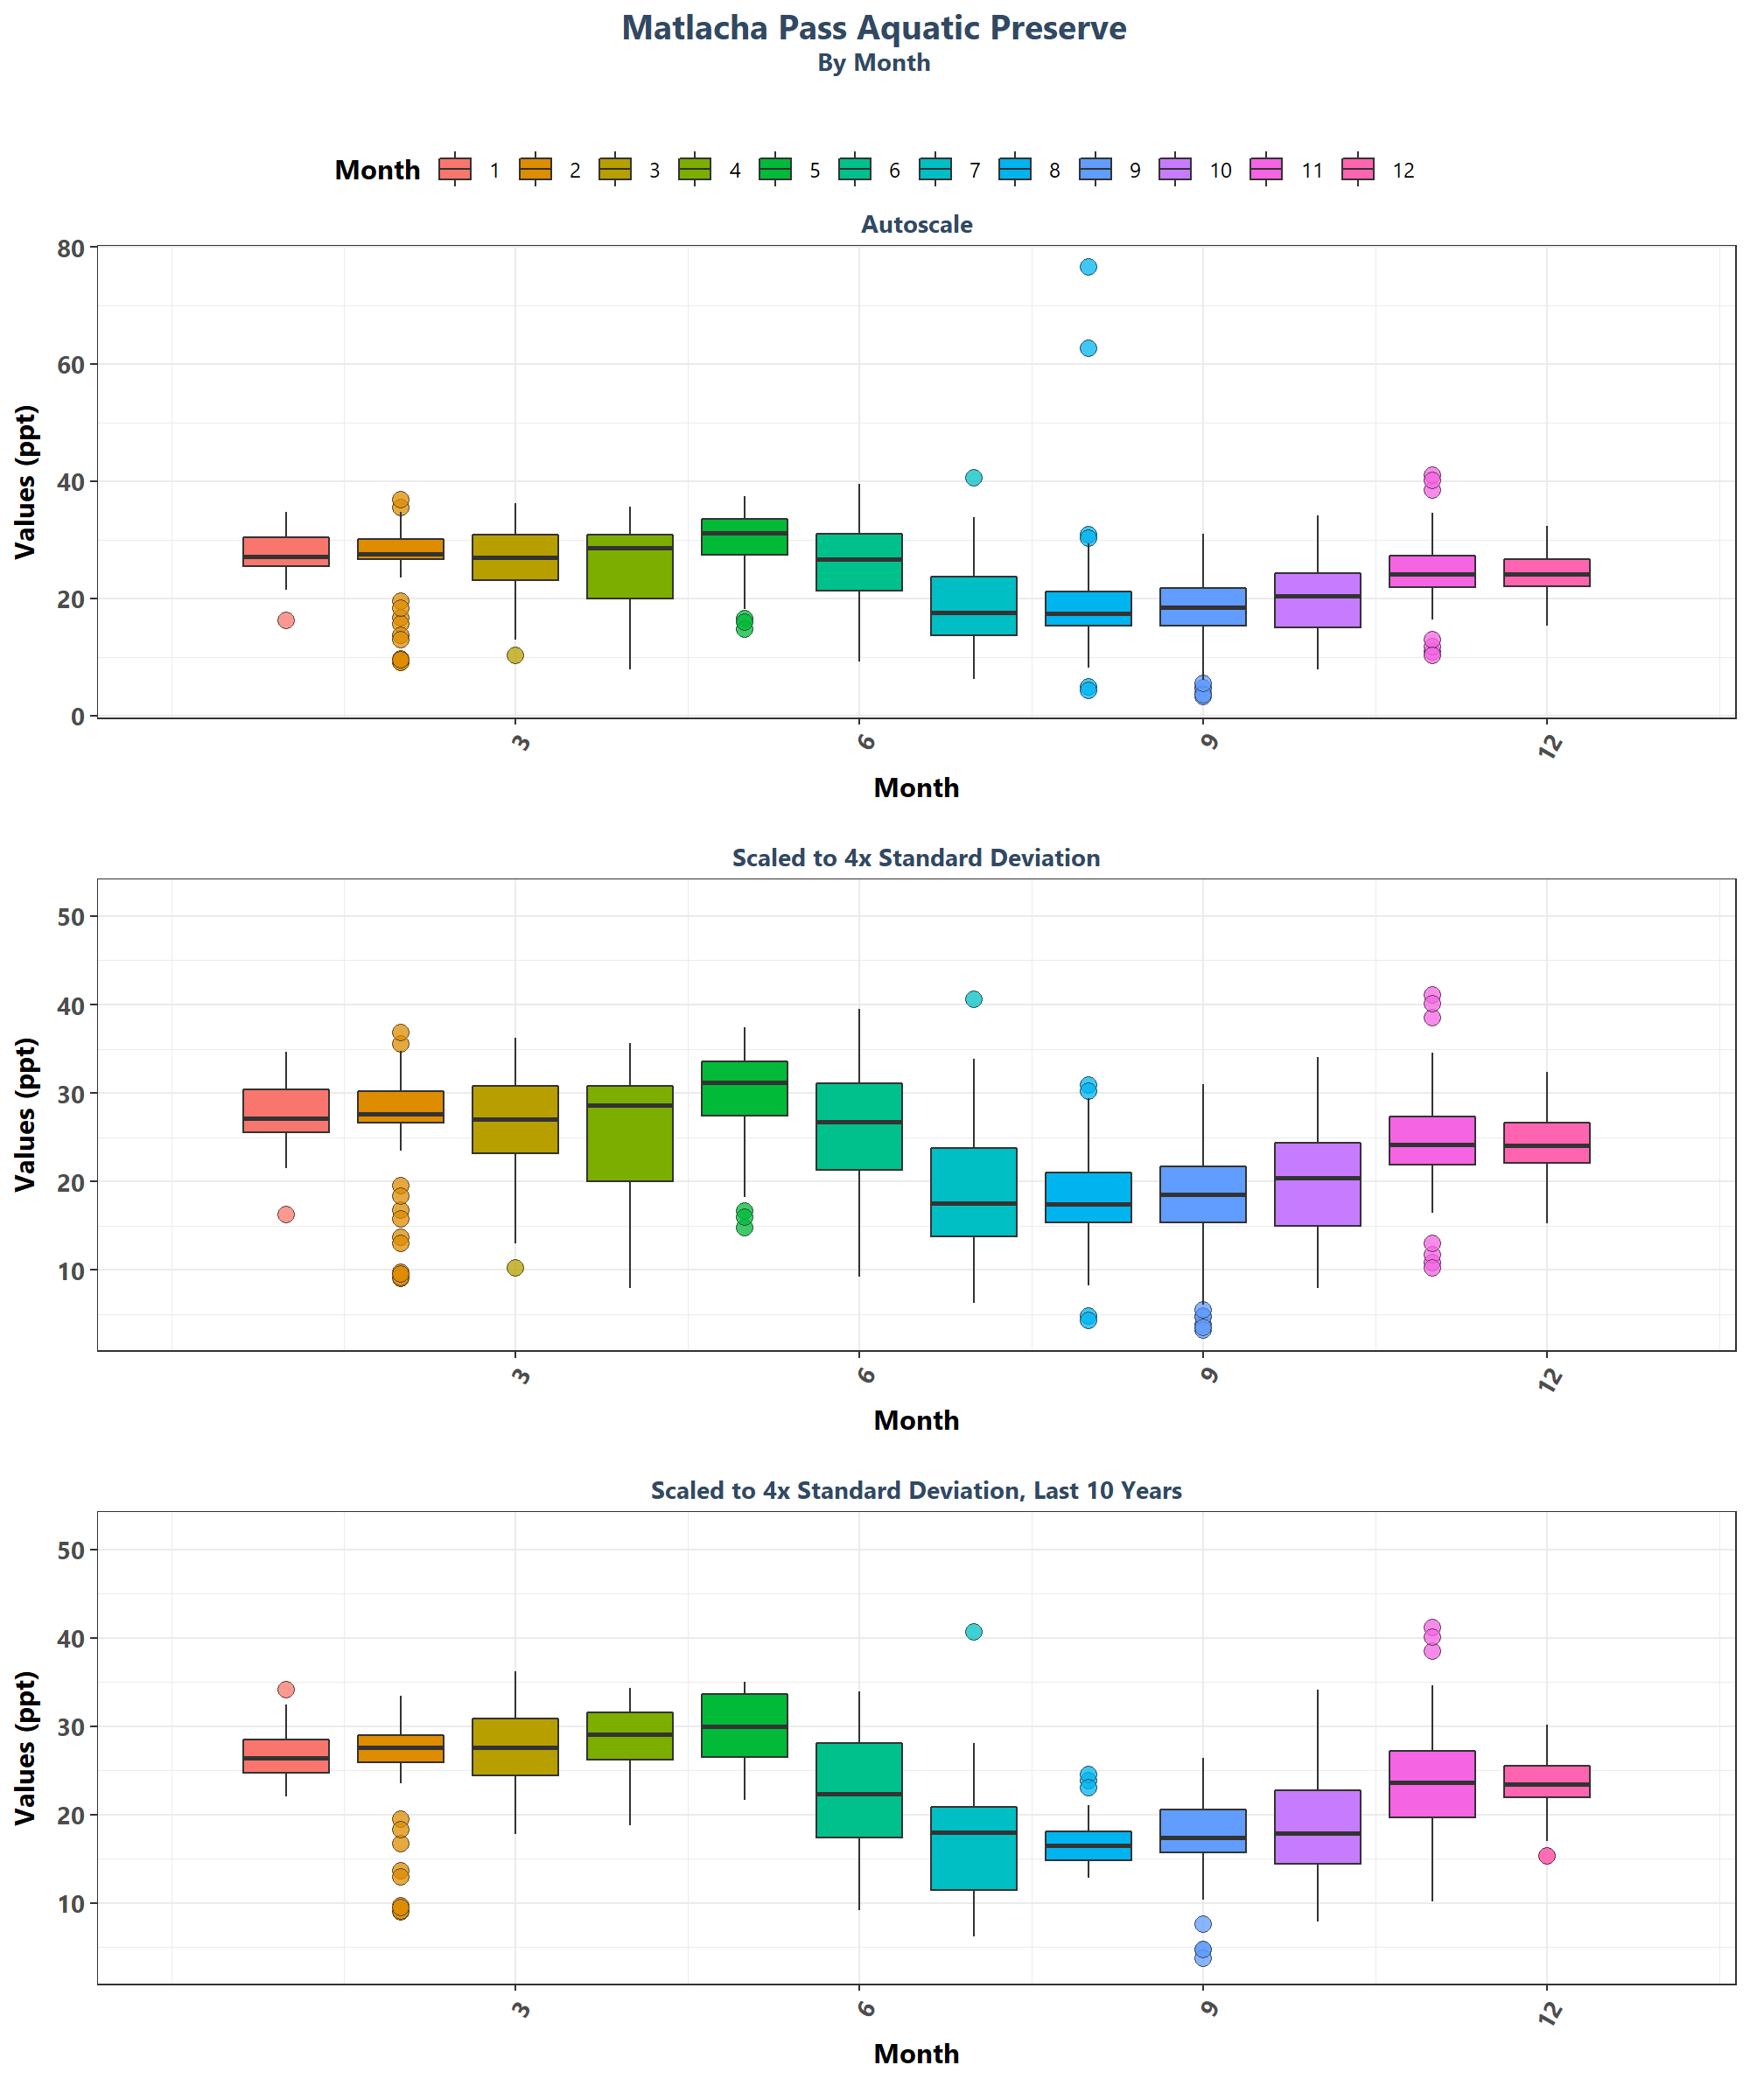 Matlacha Pass Aquatic Preserve
By Month
Month 1 2 3 4 5 6 7 8 9 10 11 12
Autoscale
Values (ppt)
80
60
40
20
0
3 6 9 12
Month
Scaled to 4x Standard Deviation
Values (ppt)
50
40
30
20
10
3 6 9 12
Month
Scaled to 4x Standard Deviation, Last 10 Years
Values (ppt)
50
40
30
20
10
3 6 9 12
Month